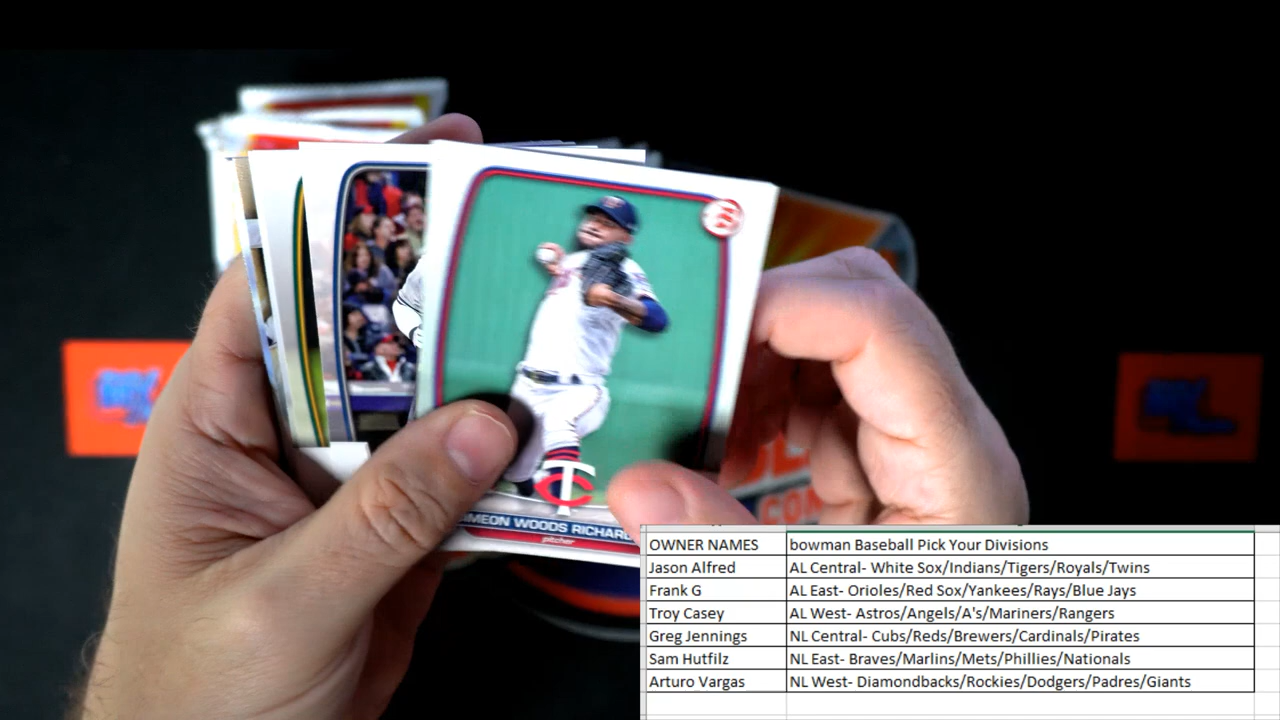 IMEON WOODS RICHARD
pitcher
OWNER NAMES bowman Baseball Pick Your Divisions
Jason Alfred AL Central- White Sox/Indians/Tigers/Royals/Twins
Frank G AL East- Orioles/Red Sox/Yankees/Rays/Blue Jays
Troy Casey AL West- Astros/Angels/A's/Mariners/Rangers
Greg Jennings NL Central- Cubs/Reds/Brewers/Cardinals/Pirates
Sam Hutfilz NL East- Braves/Marlins/Mets/Phillies/Nationals
Arturo Vargas NL West- Diamondbacks/Rockies/Dodgers/Padres/Giants